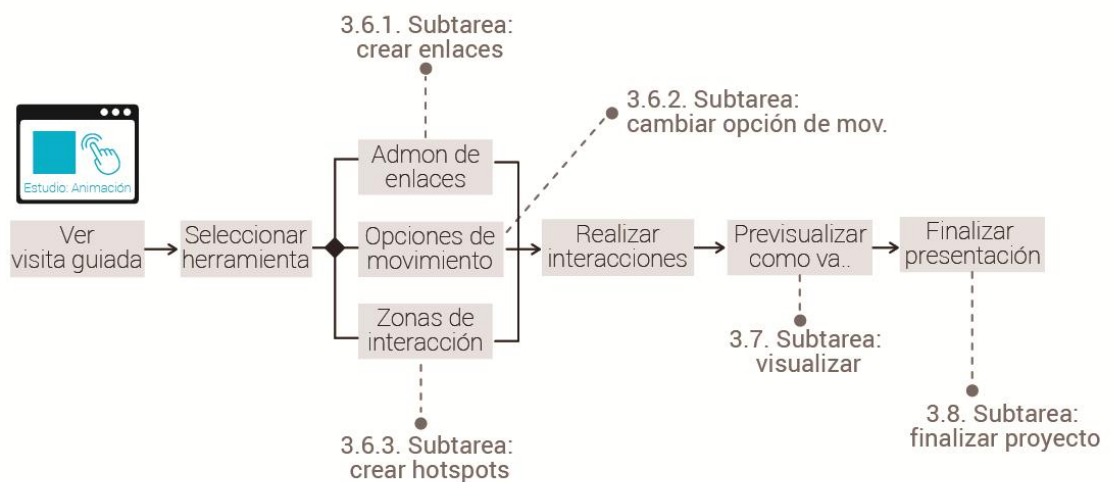 3.6.1. Subtarea:
crear enlaces
3.6.2. Subtarea:
cambiar opción de mov.
Estudio: Animación
Admon de
enlaces
Ver
visita guiada
Seleccionar
herramienta
Opciones de
movimiento
Realizar
interacciones
Previsualizar
como va..
Finalizar
presentación
Zonas de
interacción
3.7. Subtarea:
visualizar
3.6.3. Subtarea:
crear hotspots
3.8. Subtarea:
finalizar proyecto